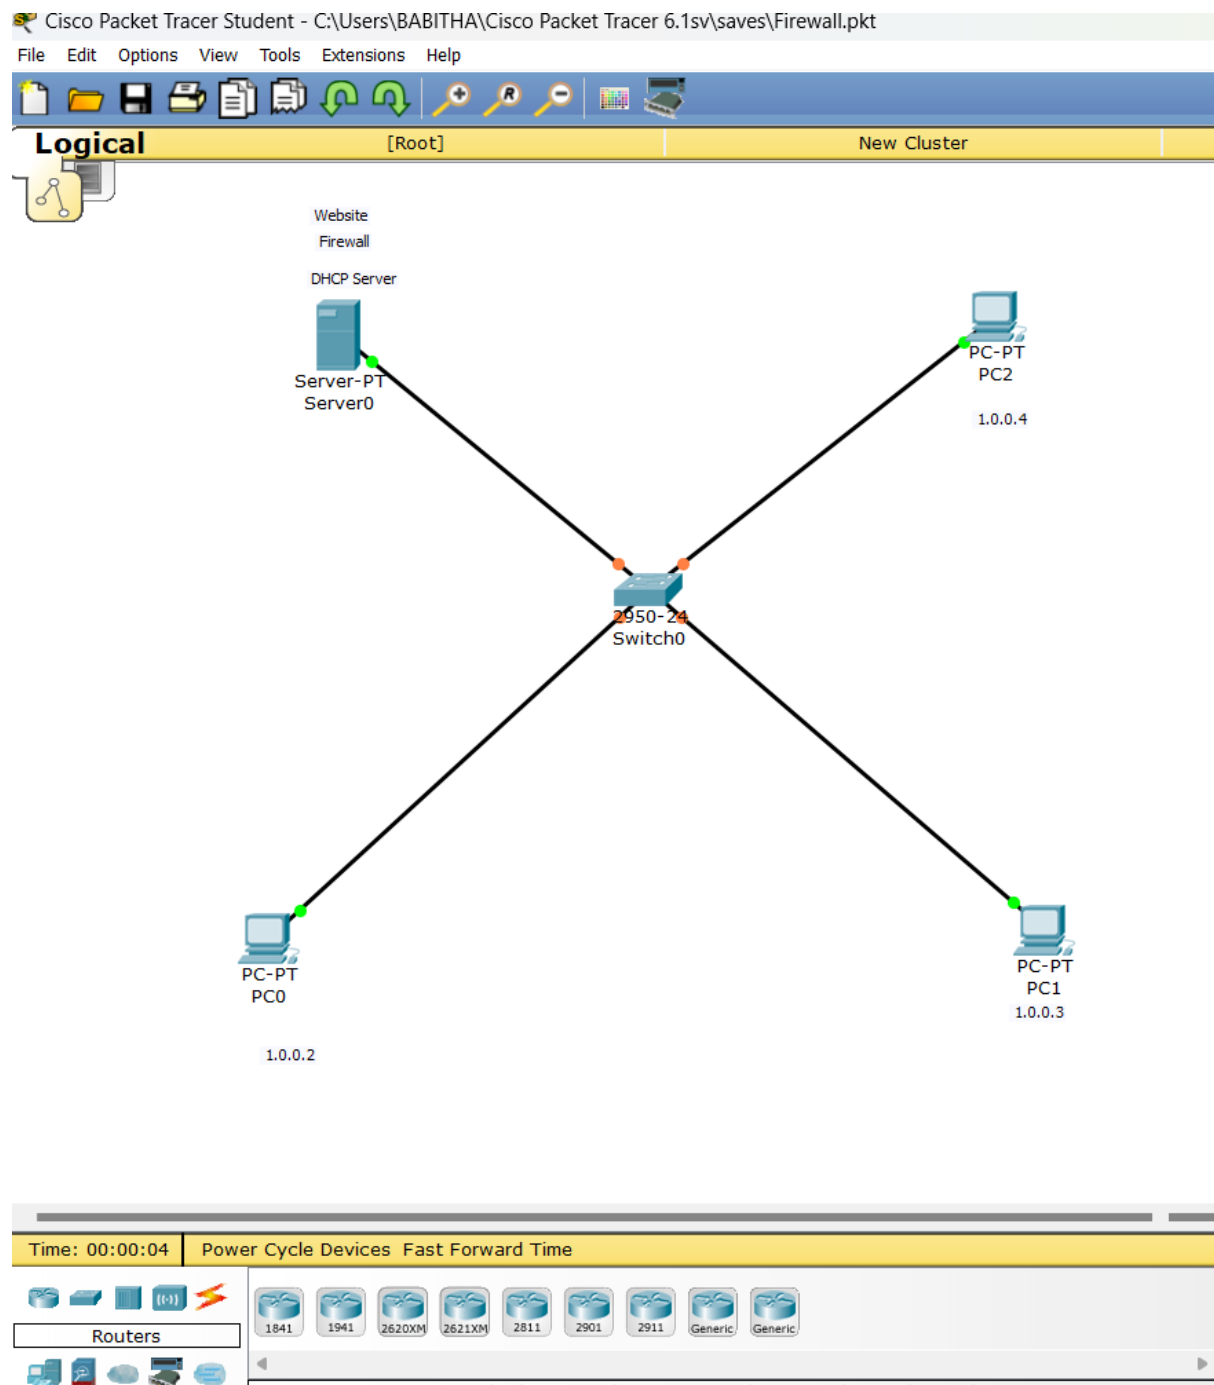 Cisco Packet Tracer Student - C:\Users\BABITHA\Cisco Packet Tracer 6.1sv\saves\Firewall.pkt
File Edit Options View Tools Extensions Help
Logical [Root] New Cluster
Website
Firewall
DHCP Server
Server-PT
Server0
PC-PT
PC2
1.0.0.4
2950-24
Switch0
PC-PT
PC0
1.0.0.2
PC-PT
PC1
1.0.0.3
Time: 00:00:04 Power Cycle Devices Fast Forward Time
1841 1941 2620XM 2621XM 2811 2901 2911 Generic Generic
Routers